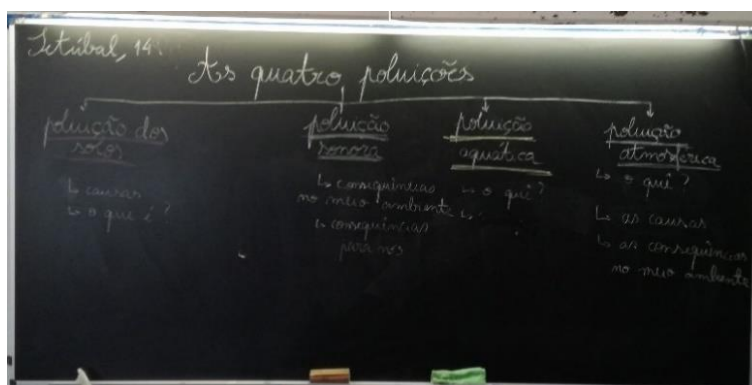 Setúbal, 14
As quatro poluições
poluição dos
solos
↳ causas
↳ o que é?
poluição
sonora
↳ consequências
no meio ambiente
↳ consequências
para nós
poluição
aquática
↳ o quê?
↳
poluição
atmosférica
↳ o quê?
↳ as causas
↳ as consequências
no meio ambiente